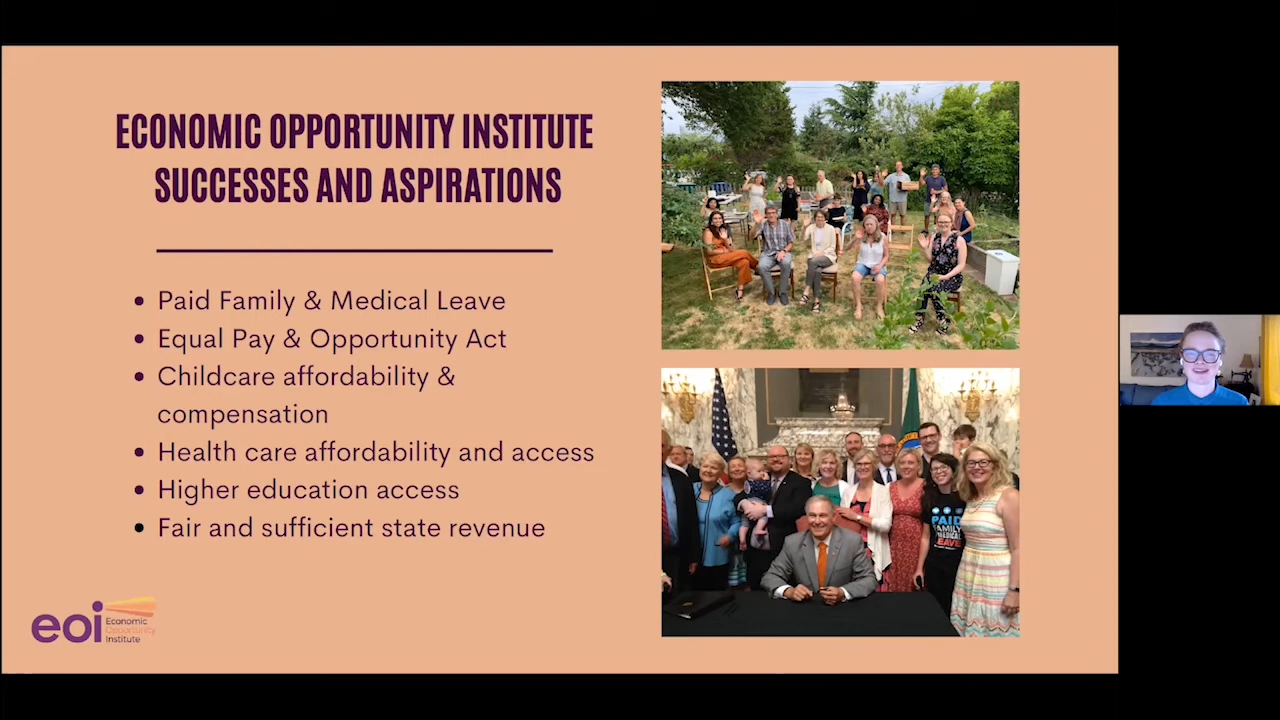 ECONOMIC OPPORTUNITY INSTITUTE
SUCCESSES AND ASPIRATIONS
• Paid Family & Medical Leave
• Equal Pay & Opportunity Act
• Childcare affordability &
compensation
• Health care affordability and access
• Higher education access
• Fair and sufficient state revenue
eoi
Economic
Opportunity
Institute
PAID
FAMILY
MEDICAL
LEAVE